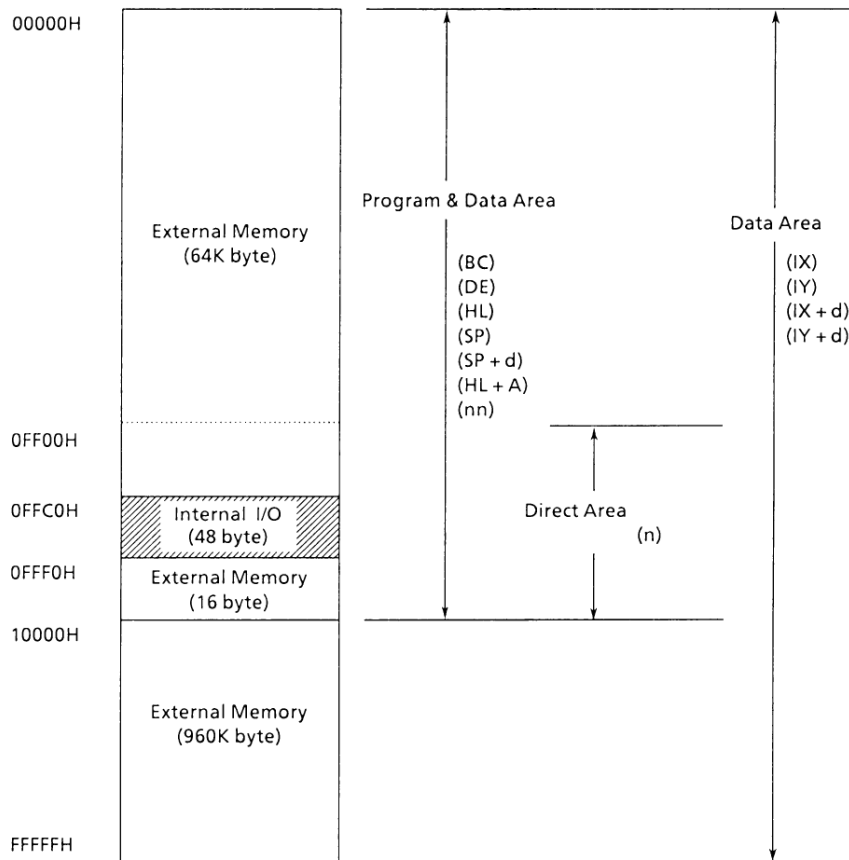 00000H
External Memory
(64K byte)
0FF00H
0FFC0H
Internal I/O
(48 byte)
0FFF0H
External Memory
(16 byte)
10000H
External Memory
(960K byte)
FFFFFH
Program & Data Area
(BC)
(DE)
(HL)
(SP)
(SP + d)
(HL + A)
(nn)
Direct Area
(n)
Data Area
(IX)
(IY)
(IX + d)
(IY + d)